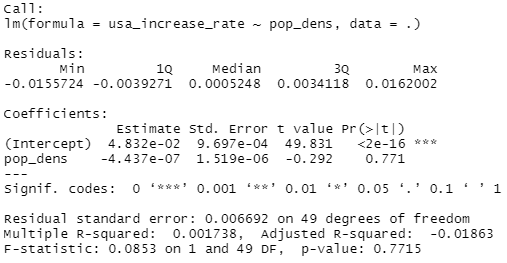 Call:
lm(formula = usa_increase_rate ~ pop_dens, data = .)
Residuals:
Min 1Q Median 3Q Max
-0.0155724 -0.0039271 0.0005248 0.0034118 0.0162002
Coefficients:
Estimate Std. Error t value Pr(>|t|)
(Intercept) 4.832e-02 9.697e-04 49.831 <2e-16 ***
pop_dens -4.437e-07 1.519e-06 -0.292 0.771
---
Signif. codes: 0 ‘***’ 0.001 ‘**’ 0.01 ‘*’ 0.05 ‘.’ 0.1 ‘ ’ 1
Residual standard error: 0.006692 on 49 degrees of freedom
Multiple R-squared: 0.001738, Adjusted R-squared: -0.01863
F-statistic: 0.0853 on 1 and 49 DF, p-value: 0.7715